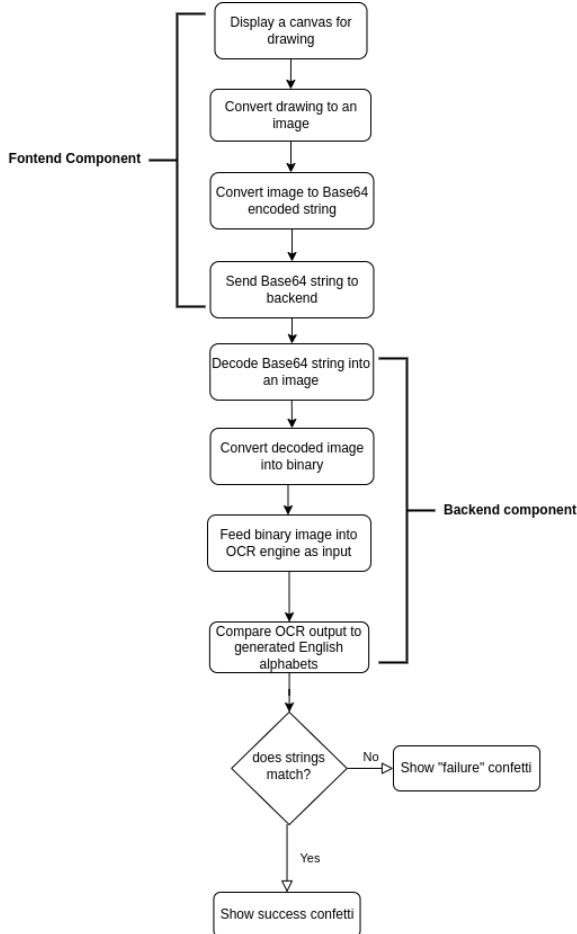 Display a canvas for
drawing
Convert drawing to an
image
Fontend Component
Convert image to Base64
encoded string
Send Base64 string to
backend
Decode Base64 string into
an image
Convert decoded image
into binary
Backend component
Feed binary image into
OCR engine as input
Compare OCR output to
generated English
alphabets
does strings
match?
No
Show "failure" confetti
Yes
Show success confetti